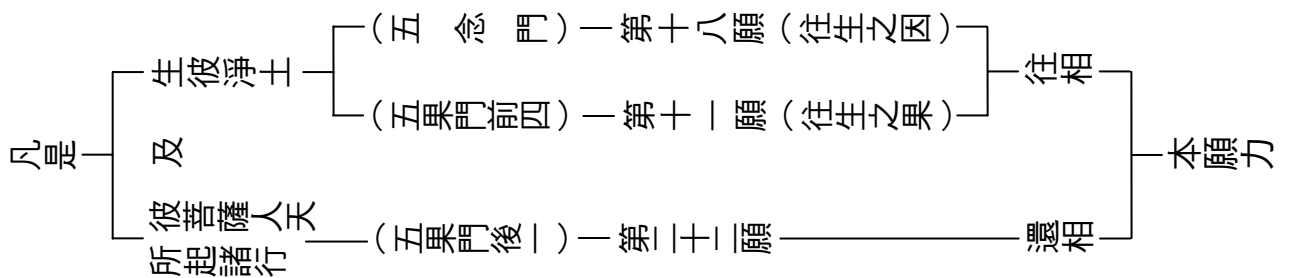 凡是
生彼淨土
及
彼菩薩人天
所起諸行
(五念門)
第十八願(往生之因)
(五果門前四)
第十一願(往生之果)
(五果門後一)
第二十二願
往相
還相
本願力